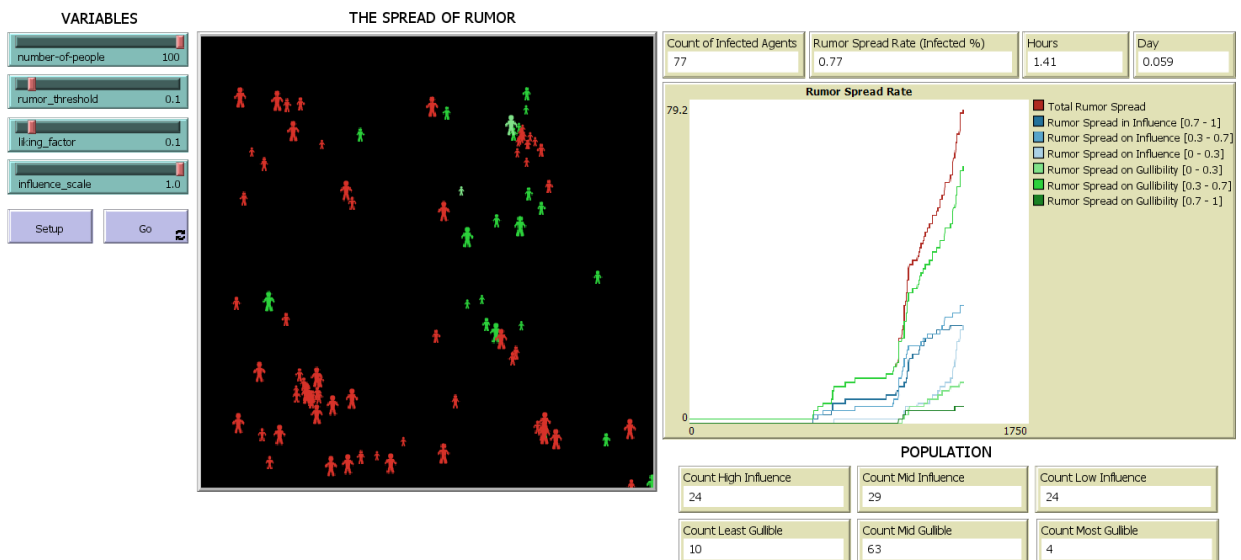 VARIABLES
number-of-people 100
rumor_threshold 0.1
liking_factor 0.1
influence_scale 1.0
Setup
Go
THE SPREAD OF RUMOR
Count of Infected Agents
77
Rumor Spread Rate (Infected %)
0.77
Hours
1.41
Day
0.059
Rumor Spread Rate
79.2
0
0
1750
Total Rumor Spread
Rumor Spread in Influence [0.7 - 1]
Rumor Spread on Influence [0.3 - 0.7]
Rumor Spread on Influence [0 - 0.3]
Rumor Spread on Gullibility [0 - 0.3]
Rumor Spread on Gullibility [0.3 - 0.7]
Rumor Spread on Gullibility [0.7 - 1]
POPULATION
Count High Influence
24
Count Mid Influence
29
Count Low Influence
24
Count Least Gullible
10
Count Mid Gullible
63
Count Most Gullible
4